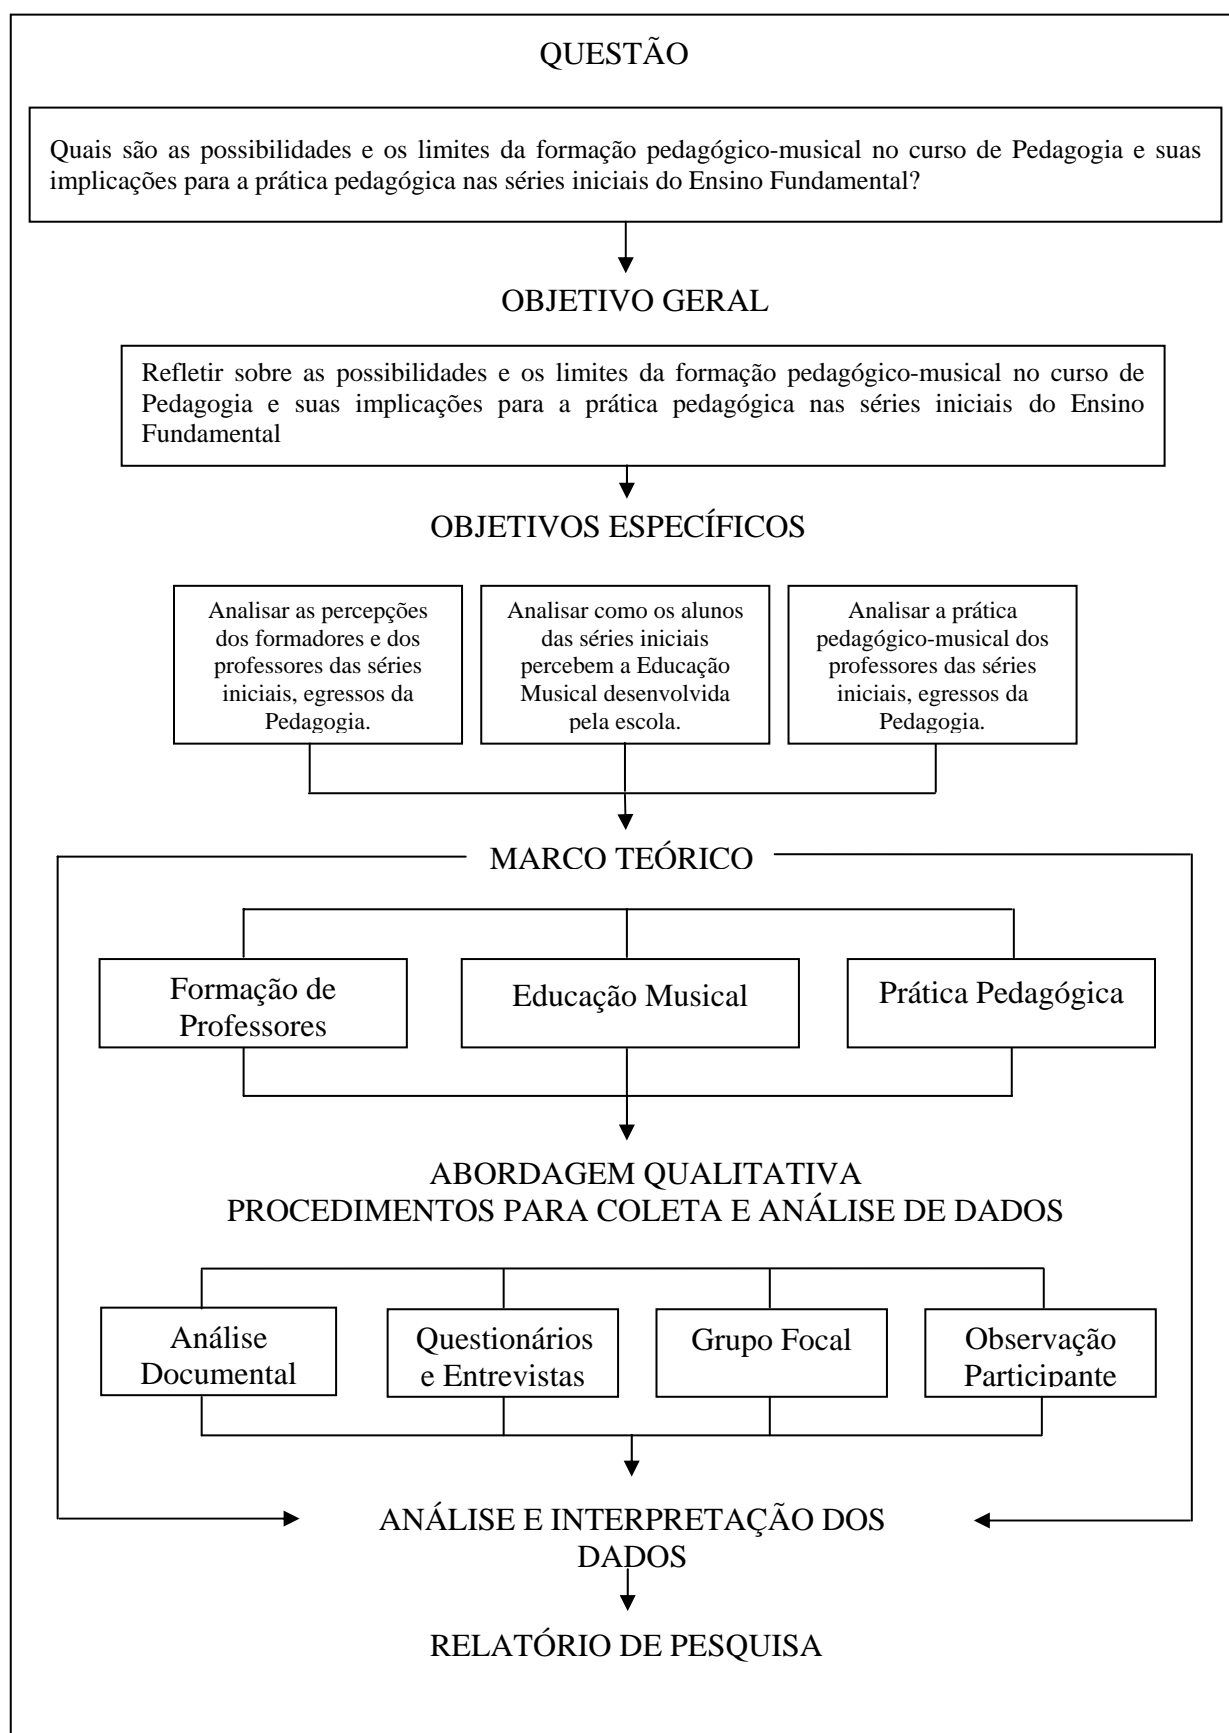 QUESTÃO
Quais são as possibilidades e os limites da formação pedagógico-musical no curso de Pedagogia e suas
implicações para a prática pedagógica nas séries iniciais do Ensino Fundamental?
OBJETIVO GERAL
Refletir sobre as possibilidades e os limites da formação pedagógico-musical no curso de
Pedagogia e suas implicações para a prática pedagógica nas séries iniciais do Ensino
Fundamental
OBJETIVOS ESPECÍFICOS
Analisar as percepções
dos formadores e dos
professores das séries
iniciais, egressos da
Pedagogia.
Analisar como os alunos
das séries iniciais
percebem a Educação
Musical desenvolvida
pela escola.
Analisar a prática
pedagógico-musical dos
professores das séries
iniciais, egressos da
Pedagogia.
MARCO TEÓRICO
Formação de
Professores
Educação Musical
Prática Pedagógica
ABORDAGEM QUALITATIVA
PROCEDIMENTOS PARA COLETA E ANÁLISE DE DADOS
Análise
Documental
Questionários
e Entrevistas
Grupo Focal
Observação
Participante
ANÁLISE E INTERPRETAÇÃO DOS
DADOS
RELATÓRIO DE PESQUISA